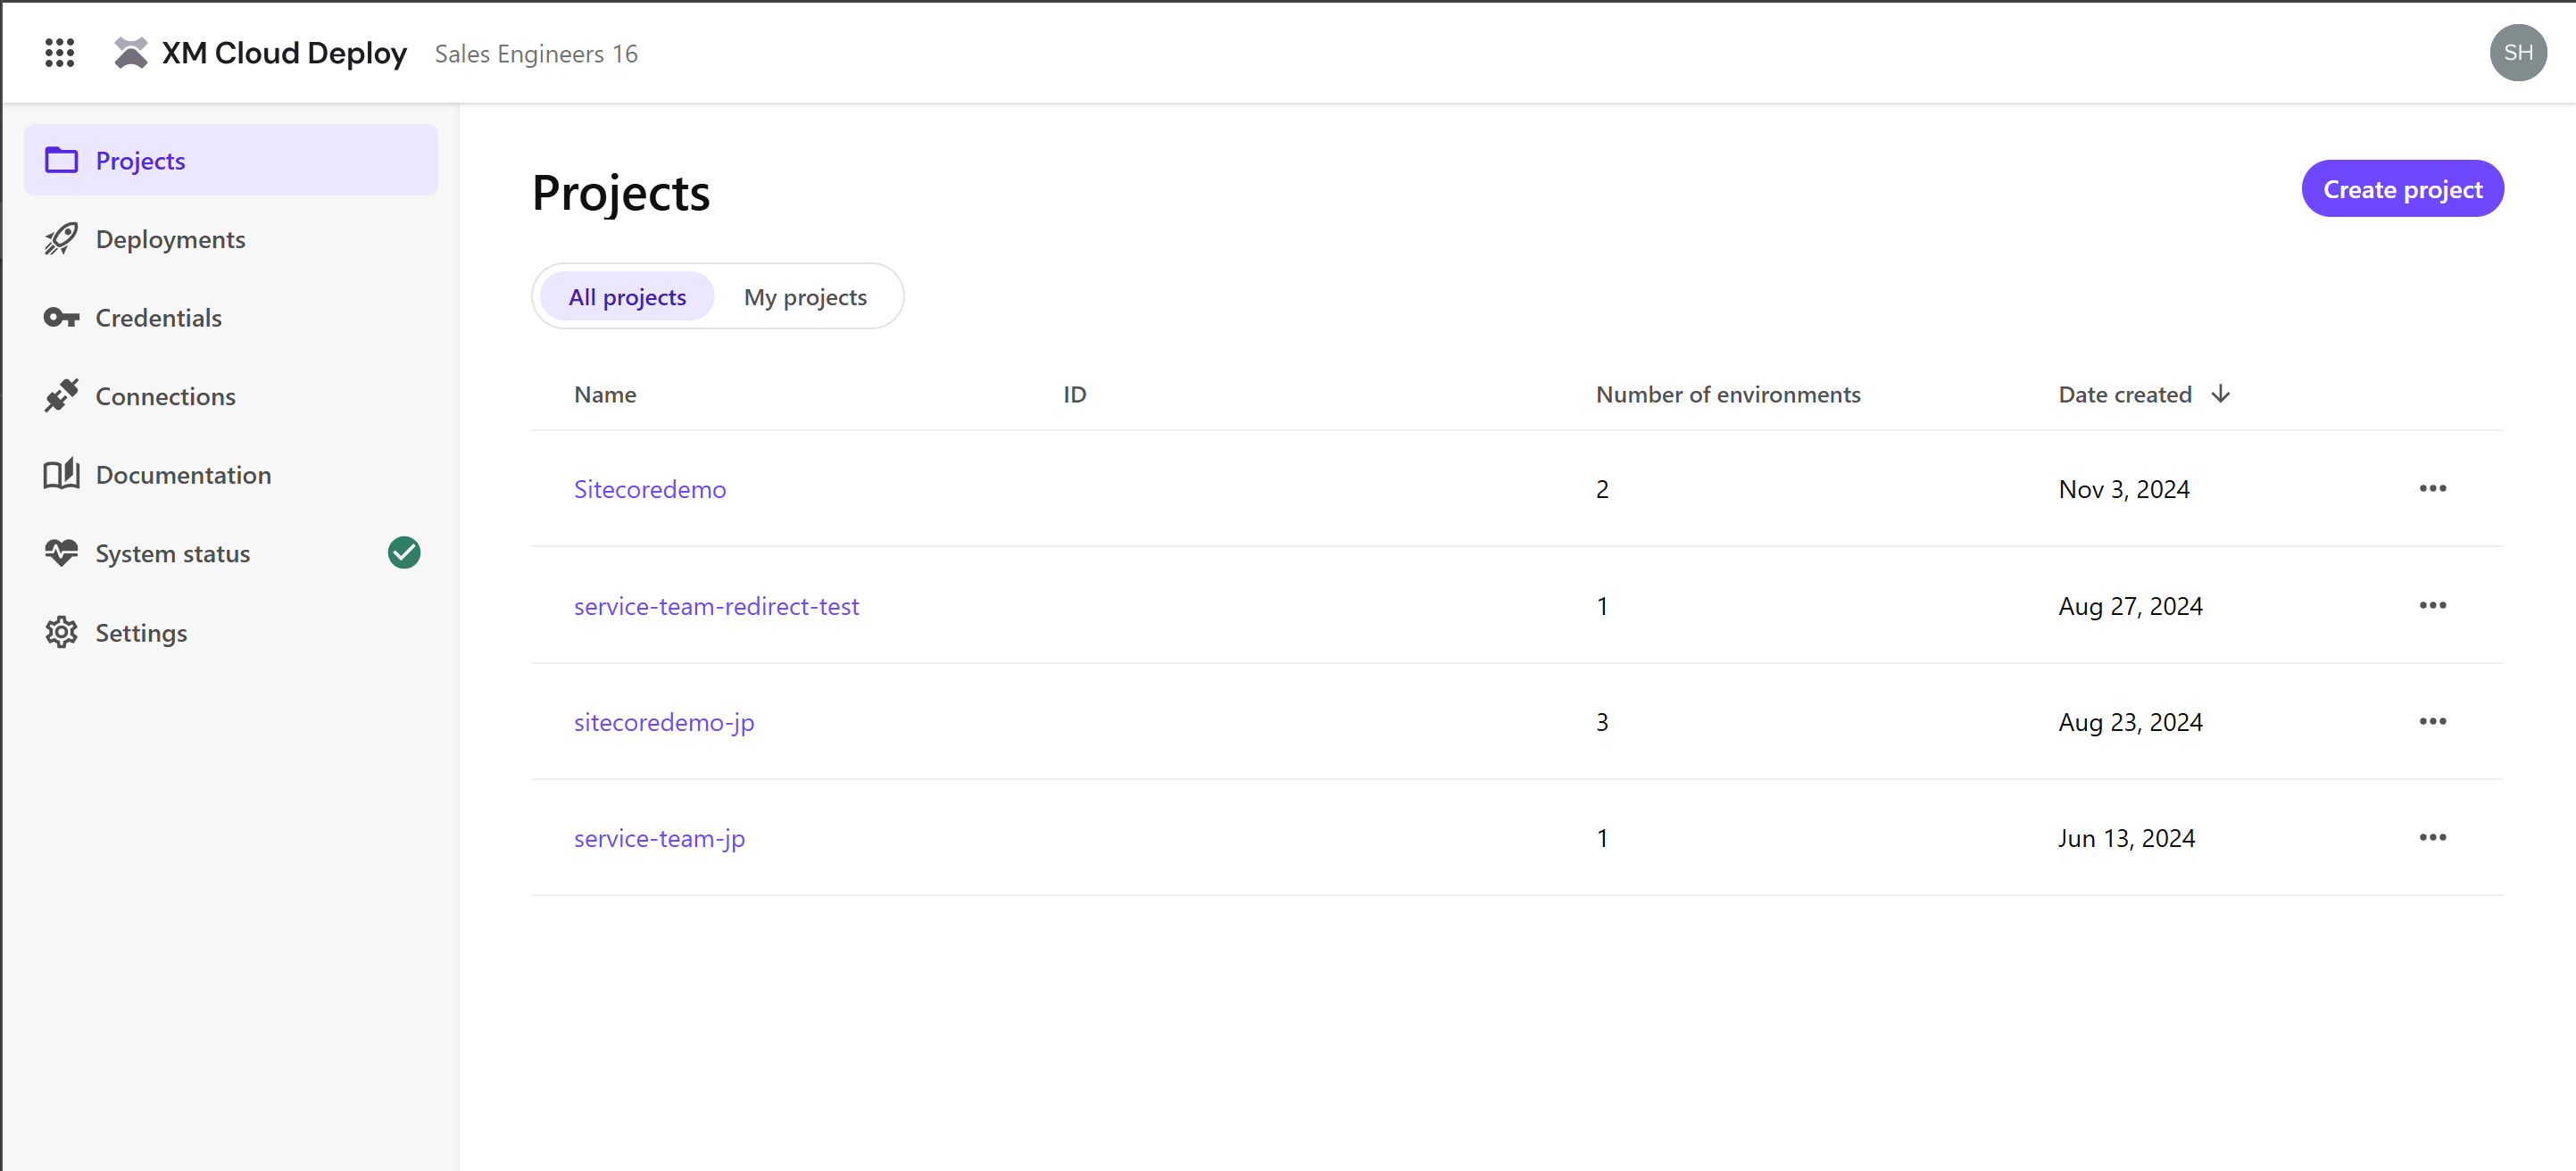 XM Cloud Deploy Sales Engineers 16 SH
Projects
Deployments
Credentials
Connections
Documentation
System status
Settings
Projects
Create project
All projects My projects
Name ID Number of environments Date created
Sitecoredemo 2 Nov 3, 2024
service-team-redirect-test 1 Aug 27, 2024
sitecoredemo-jp 3 Aug 23, 2024
service-team-jp 1 Jun 13, 2024